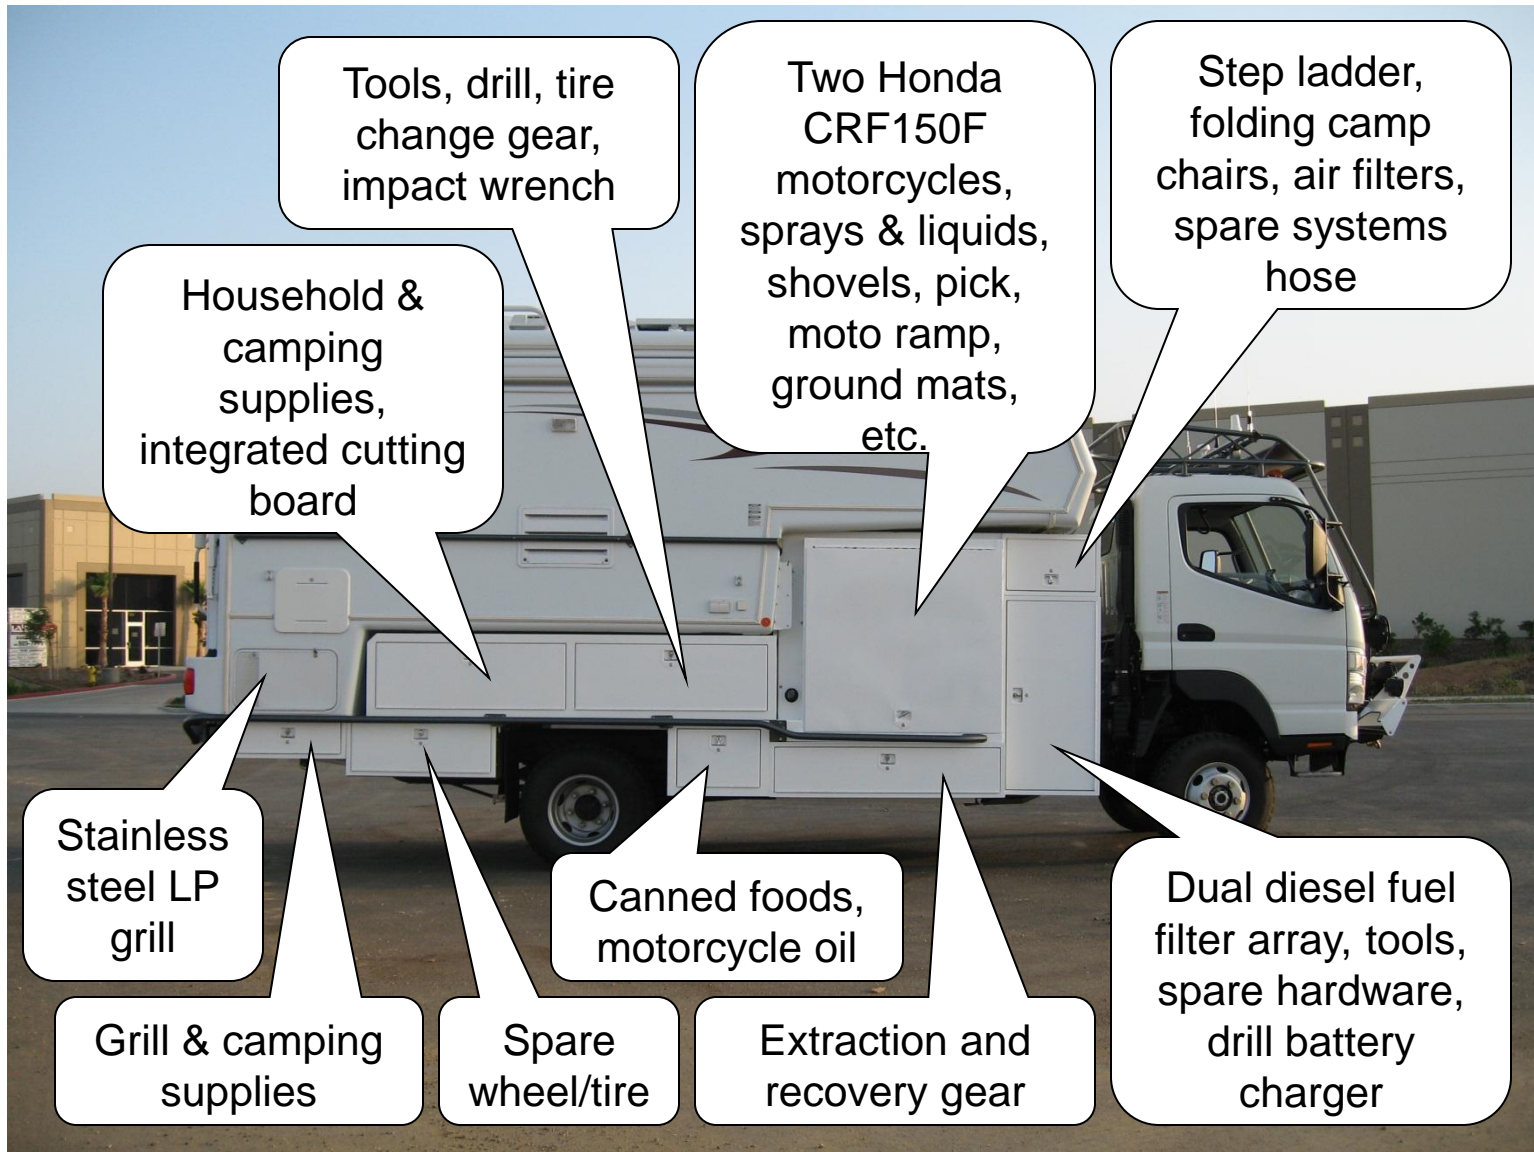 Tools, drill, tire
change gear,
impact wrench
Two Honda
CRF150F
motorcycles,
sprays & liquids,
shovels, pick,
moto ramp,
ground mats,
etc.
Step ladder,
folding camp
chairs, air filters,
spare systems
hose
Household &
camping
supplies,
integrated cutting
board
Stainless
steel LP
grill
Canned foods,
motorcycle oil
Dual diesel fuel
filter array, tools,
spare hardware,
drill battery
charger
Grill & camping
supplies
Spare
wheel/tire
Extraction and
recovery gear